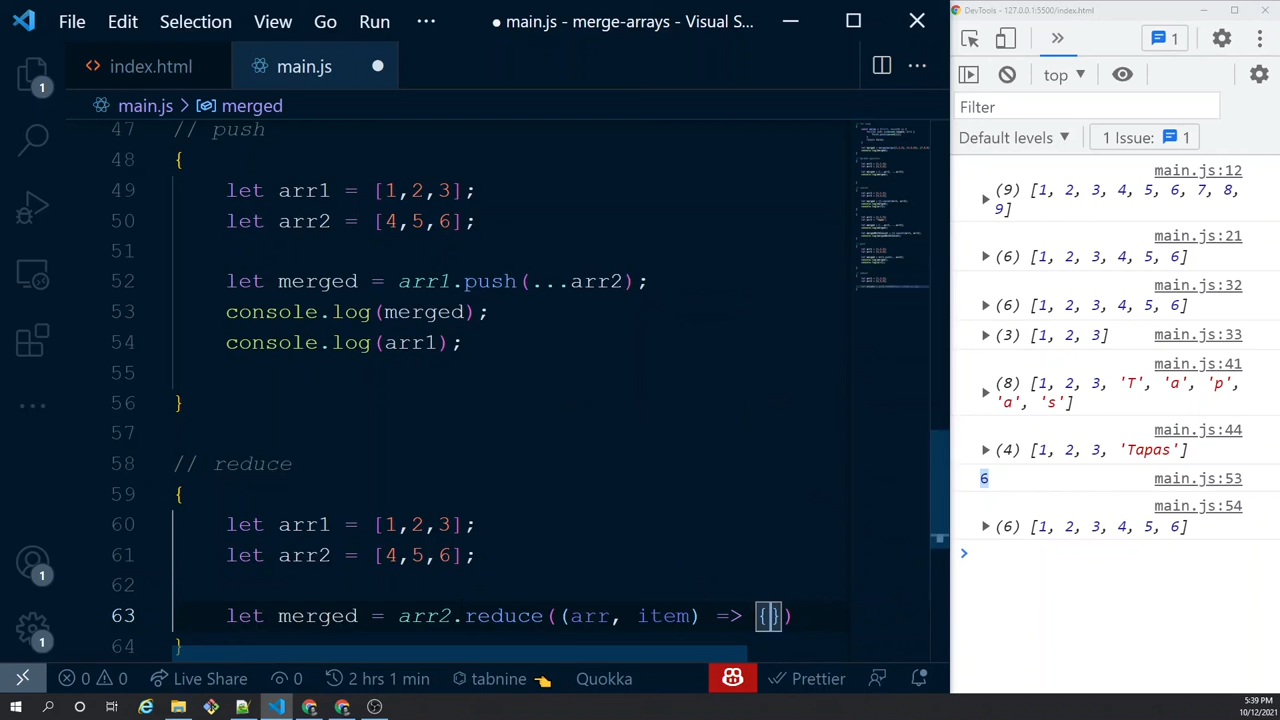 File Edit Selection View Go Run ••• ● main.js - merge-arrays - Visual S...
index.html main.js ●
main.js > merged
47 // push
48 {
49 let arr1 = [1,2,3];
50 let arr2 = [4,5,6];
51
52 let merged = arr1.push(...arr2);
53 console.log(merged);
54 console.log(arr1);
55
56 }
57
58 // reduce
59 {
60 let arr1 = [1,2,3];
61 let arr2 = [4,5,6];
62
63 let merged = arr2.reduce((arr, item) => {})
64 }
1
1
1
0 0 Live Share 2 hrs 1 min tabnine 👈 Quokka Prettier
DevTools - 127.0.0.1:5500/index.html
» 1
top ▼
Filter
Default levels ▼ 1 Issue: 1
main.js:12
(9) [1, 2, 3, 4, 5, 6, 7, 8,
9]
main.js:21
(6) [1, 2, 3, 4, 5, 6]
main.js:32
(6) [1, 2, 3, 4, 5, 6]
(3) [1, 2, 3] main.js:33
main.js:41
(8) [1, 2, 3, 'T', 'a', 'p',
'a', 's']
main.js:44
(4) [1, 2, 3, 'Tapas']
6 main.js:53
main.js:54
(6) [1, 2, 3, 4, 5, 6]
>
5:39 PM
10/12/2021